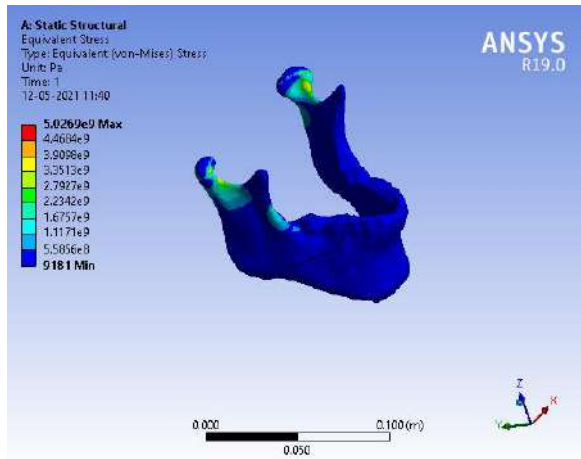 A: Static Structural
Equivalent Stress
Type: Equivalent (von-Mises) Stress
Unit: Pa
Time: 1
12-05-2021 11:40
ANSYS
R19.0
5.0269e9 Max
4.4684e9
3.9098e9
3.3513e9
2.7927e9
2.2342e9
1.6757e9
1.1171e9
5.5856e8
9181 Min
Z
X
Y
0.000
0.100 (m)
0.050